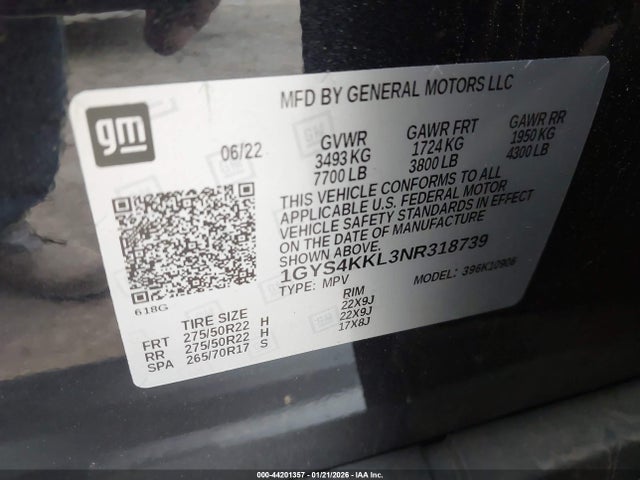 gm
MFD BY GENERAL MOTORS LLC
06/22
GVWR GAWR FRT GAWR RR
3493 KG 1724 KG 1950 KG
7700 LB 3800 LB 4300 LB
THIS VEHICLE CONFORMS TO ALL
APPLICABLE U.S. FEDERAL MOTOR
VEHICLE SAFETY STANDARDS IN EFFECT
ON THE DATE OF MANUFACTURE
SHOWN ABOVE.
1GYS4KKL3NR318739
TYPE: MPV MODEL: 396K10906
618G
TIRE SIZE RIM
FRT 275/50R22 H 22X9J
RR 275/50R22 H 22X9J
SPA 265/70R17 S 17X8J
000-44201357 - 01/21/2026 - IAA Inc.